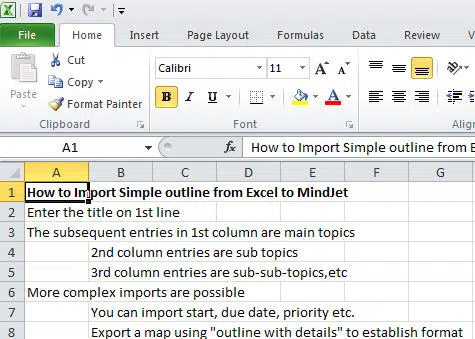 File Home Insert Page Layout Formulas Data Review V
Paste
Cut
Copy
Format Painter
Clipboard
Calibri 11 A A
B I U A
Font
Alig
A1 fx How to Import Simple outline from E
A B C D E F G
1 How to Import Simple outline from Excel to MindJet
2 Enter the title on 1st line
3 The subsequent entries in 1st column are main topics
4 2nd column entries are sub topics
5 3rd column entries are sub-sub-topics,etc
6 More complex imports are possible
7 You can import start, due date, priority etc.
8 Export a map using "outline with details" to establish format